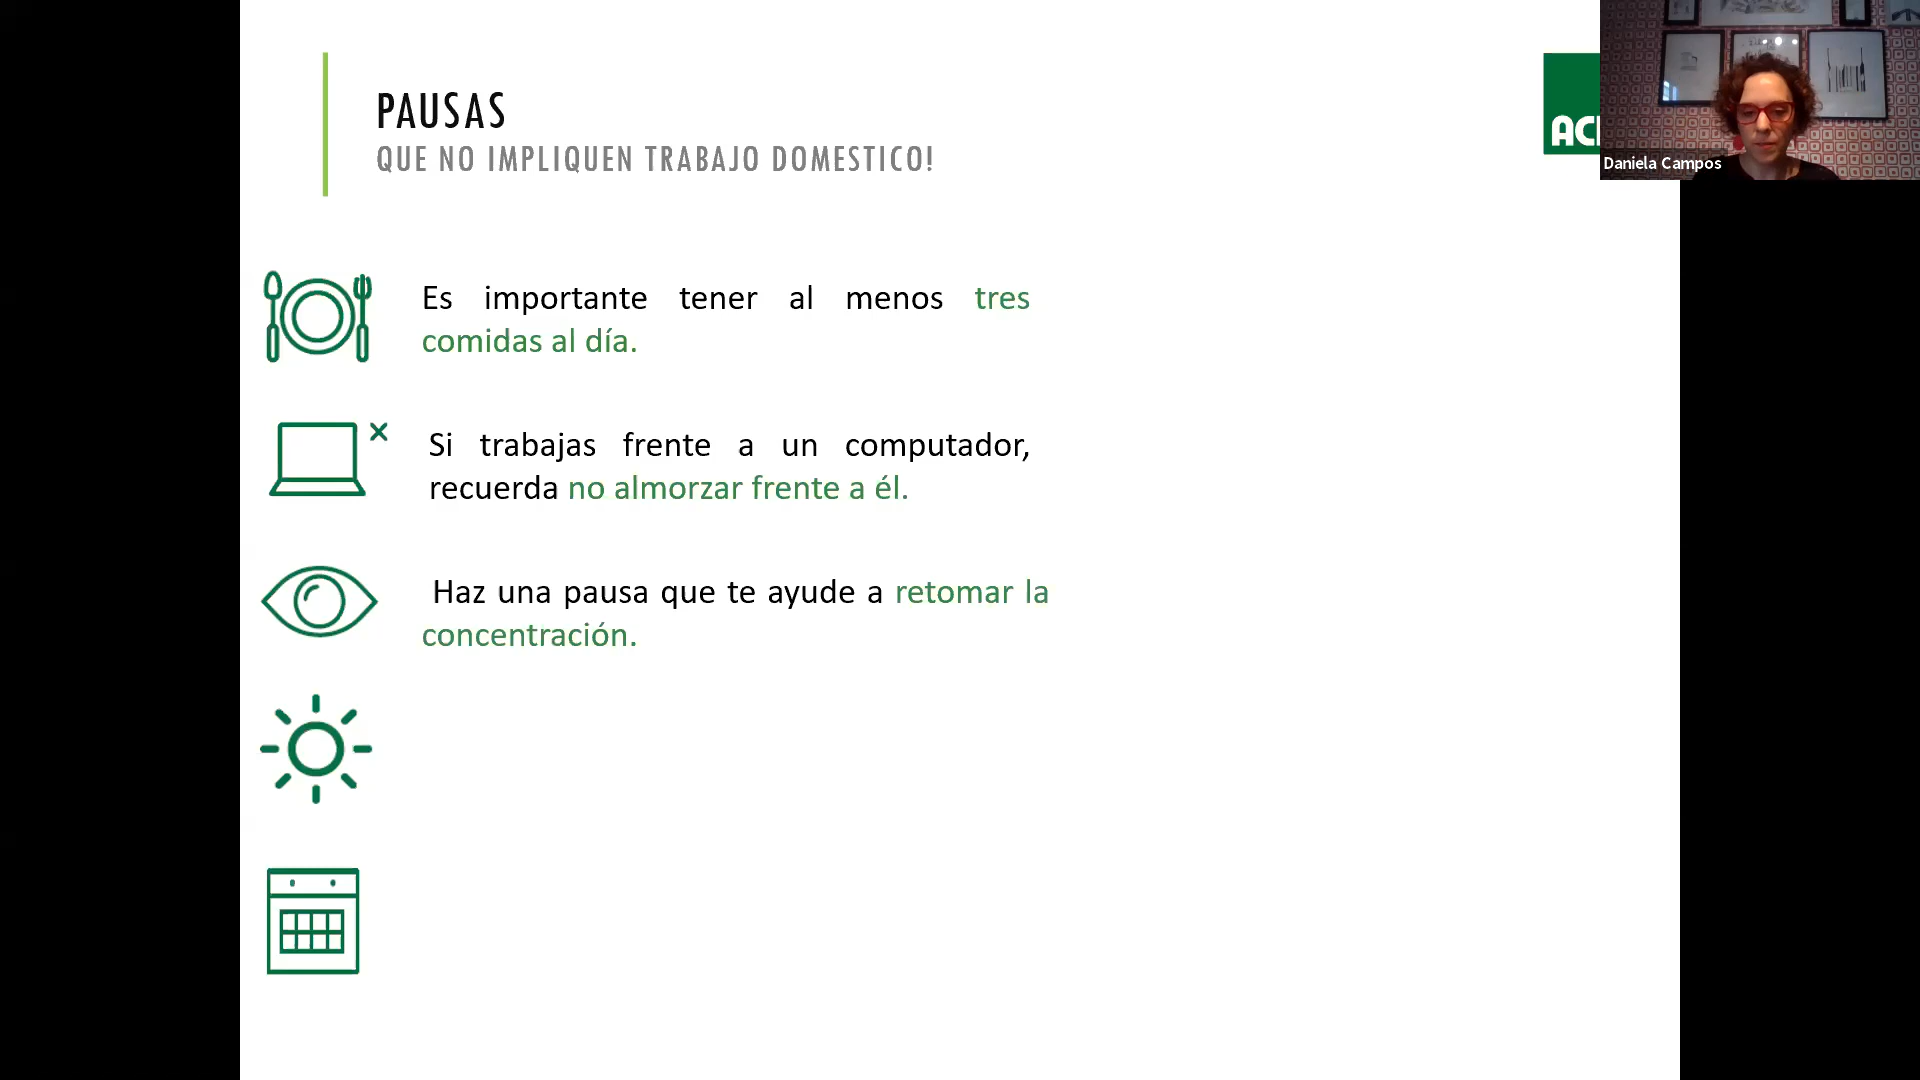 PAUSAS
QUE NO IMPLIQUEN TRABAJO DOMESTICO!
Daniela Campos
Es importante tener al menos tres
comidas al día.
Si trabajas frente a un computador,
recuerda no almorzar frente a él.
Haz una pausa que te ayude a retomar la
concentración.